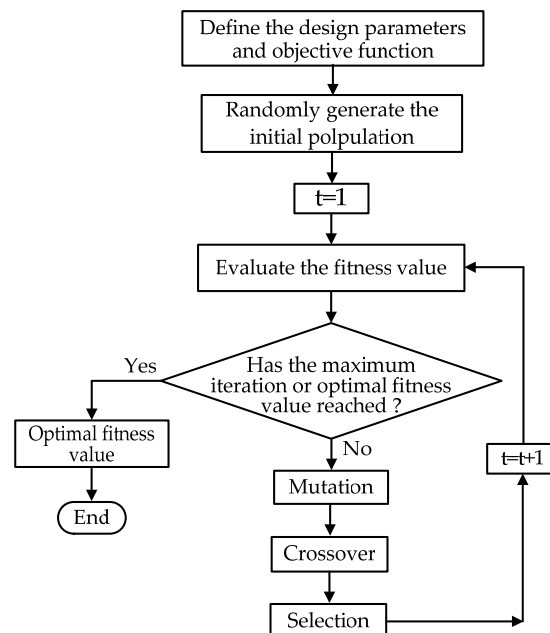 Define the design parameters
and objective function
Randomly generate the
initial polpulation
t=1
Evaluate the fitness value
Has the maximum
iteration or optimal fitness
value reached ?
Yes
Optimal fitness
value
End
No
Mutation
Crossover
Selection
t=t+1